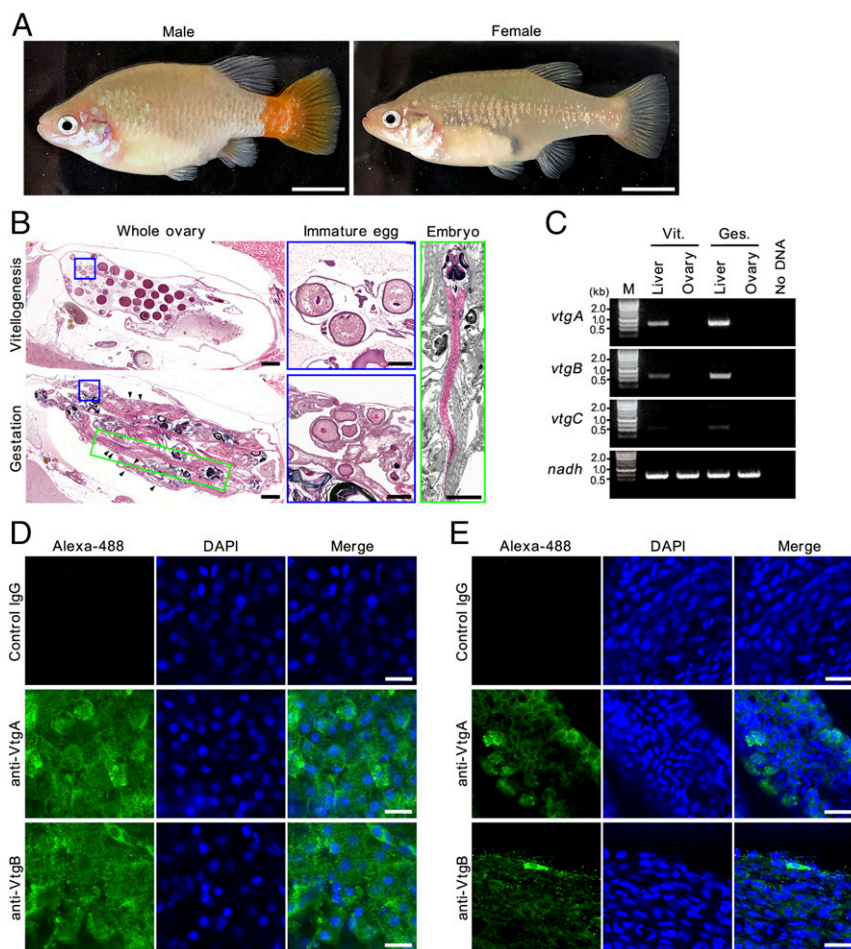 A
Male
Female
B
Whole ovary
Immature egg
Embryo
Vitellogenesis
Gestation
C
Vit.
Ges.
(kb)
M
Liver
Ovary
Liver
Ovary
No DNA
vtgA
2.0
1.0
0.5
vtgB
2.0
1.0
0.5
vtgC
2.0
1.0
0.5
nadh
2.0
1.0
0.5
D
Alexa-488
DAPI
Merge
Control IgG
anti-VtgA
anti-VtgB
E
Alexa-488
DAPI
Merge
Control IgG
anti-VtgA
anti-VtgB